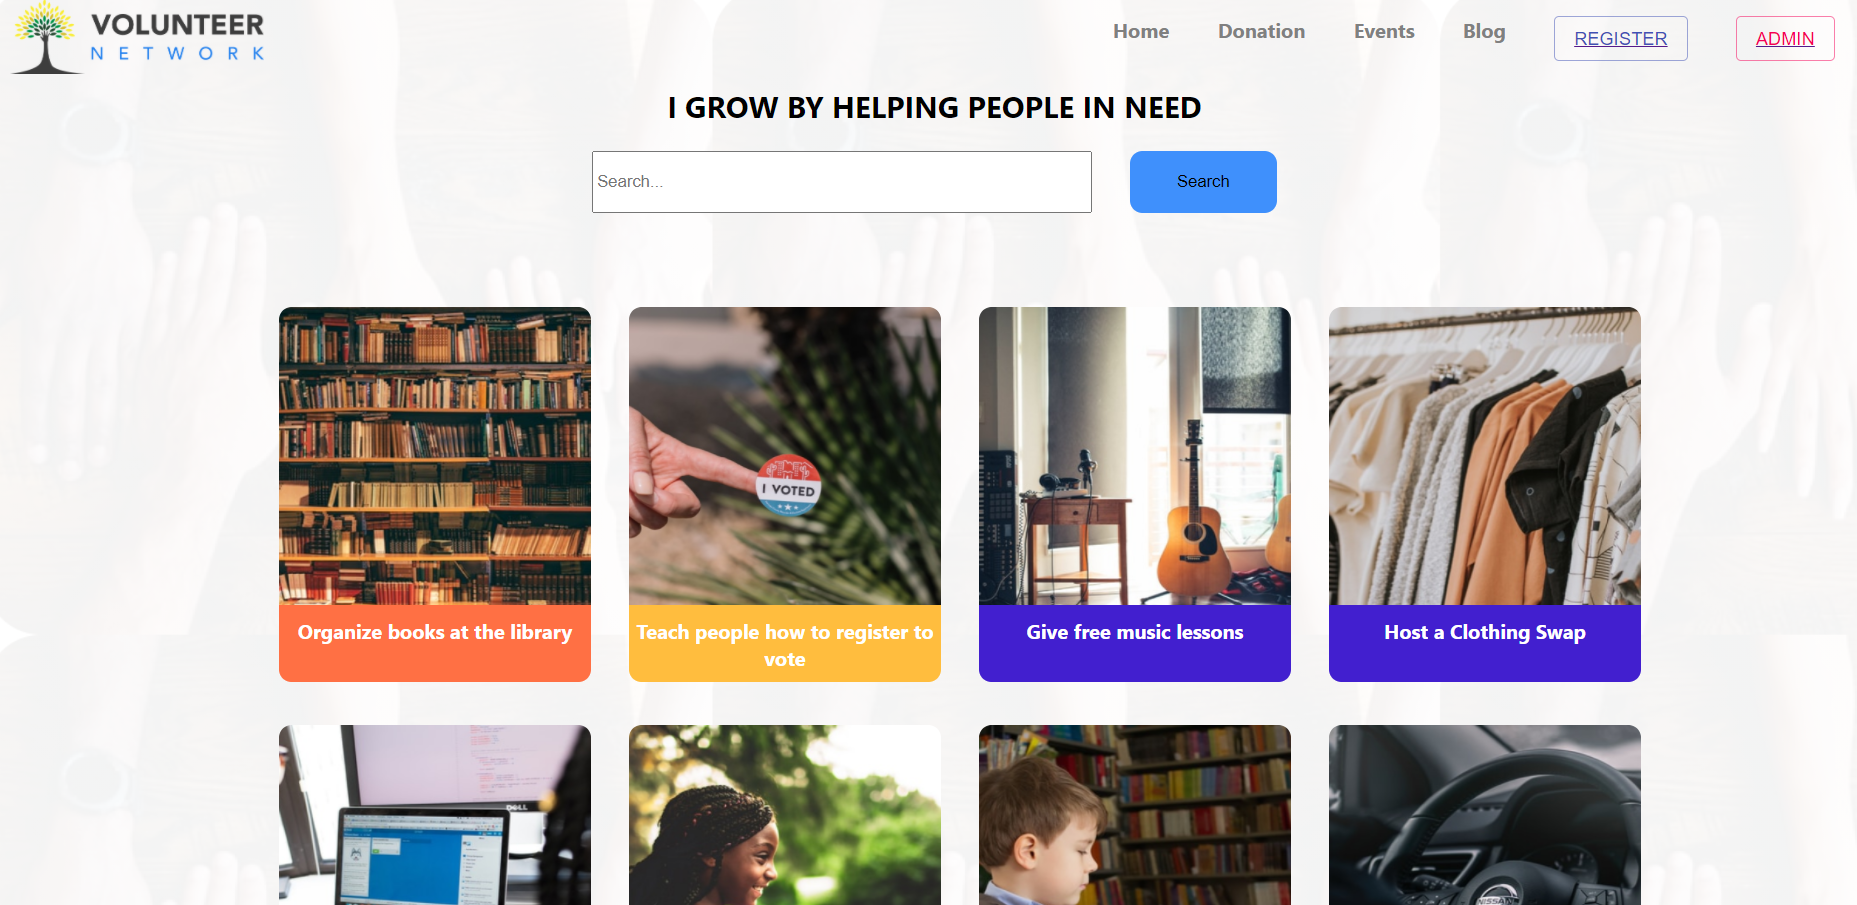 VOLUNTEER
NETWORK
Home Donation Events Blog REGISTER ADMIN
I GROW BY HELPING PEOPLE IN NEED
Search... Search
I VOTED
Organize books at the library
Teach people how to register to
vote
Give free music lessons
Host a Clothing Swap
DELL
NISSAN